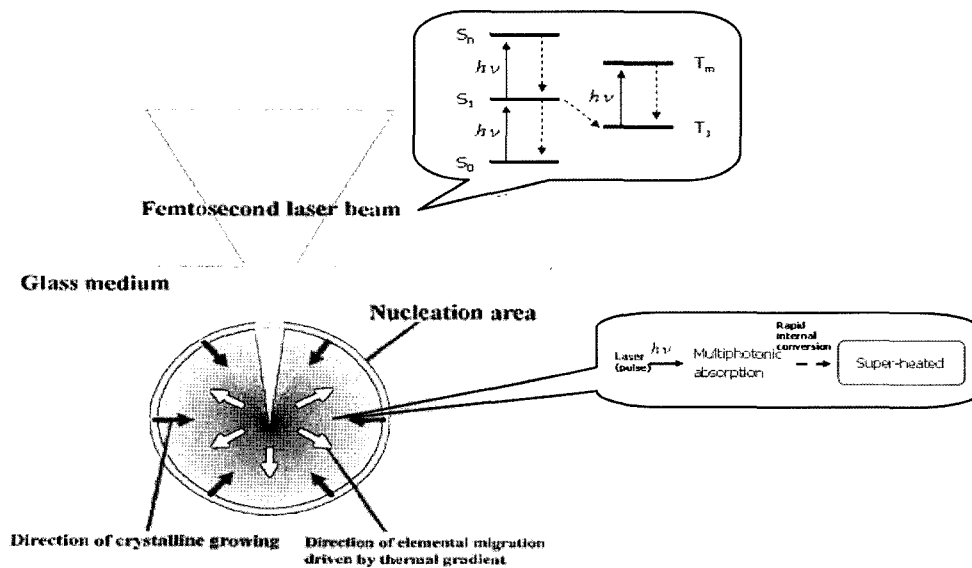 Sn
Tm
hν
hν
S1
T1
hν
S0
Femtosecond laser beam
Glass medium
Nucleation area
Rapid
internal
conversion
Laser
(pulse)
hν
Multiphotonic
absorption
Super-heated
Direction of crystalline growing
Direction of elemental migration
driven by thermal gradient